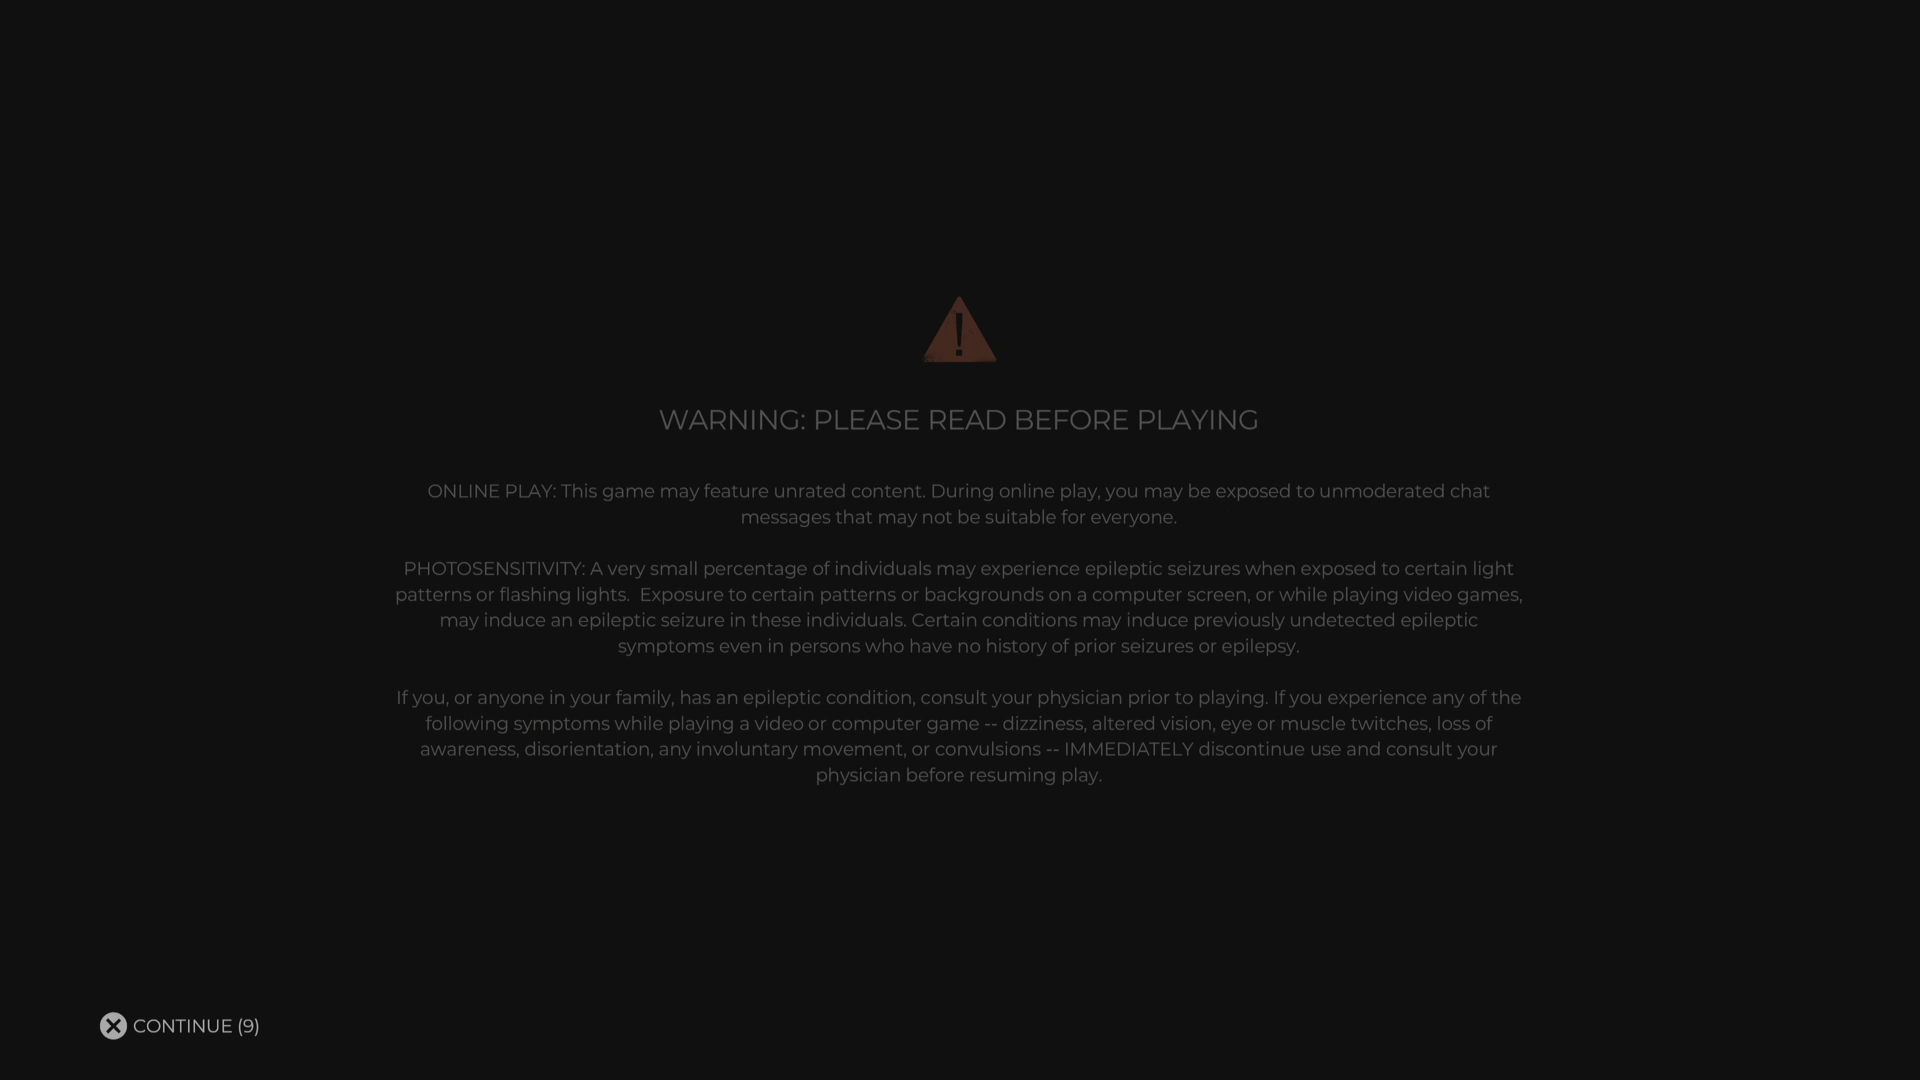 WARNING: PLEASE READ BEFORE PLAYING
ONLINE PLAY: This game may feature unrated content. During online play, you may be exposed to unmoderated chat
messages that may not be suitable for everyone.
PHOTOSENSITIVITY: A very small percentage of individuals may experience epileptic seizures when exposed to certain light
patterns or flashing lights.  Exposure to certain patterns or backgrounds on a computer screen, or while playing video games,
may induce an epileptic seizure in these individuals. Certain conditions may induce previously undetected epileptic
symptoms even in persons who have no history of prior seizures or epilepsy.
If you, or anyone in your family, has an epileptic condition, consult your physician prior to playing. If you experience any of the
following symptoms while playing a video or computer game -- dizziness, altered vision, eye or muscle twitches, loss of
awareness, disorientation, any involuntary movement, or convulsions -- IMMEDIATELY discontinue use and consult your
physician before resuming play.
CONTINUE (9)